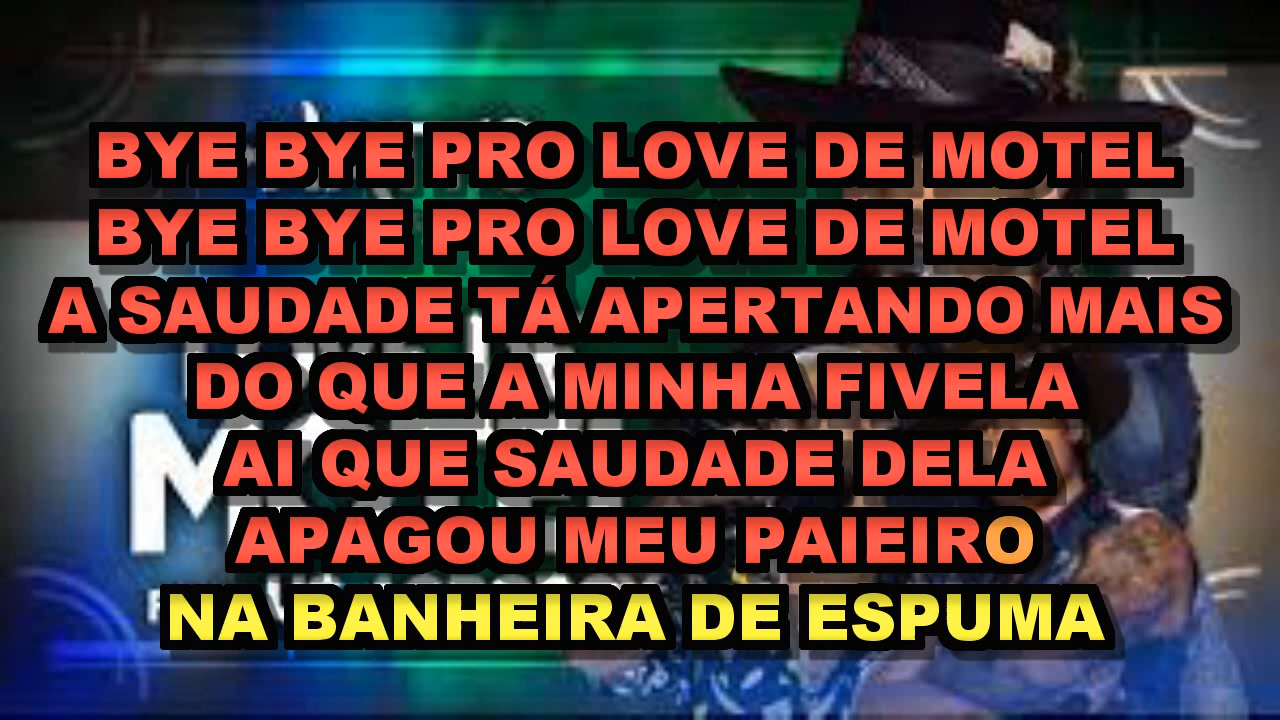 BYE BYE PRO LOVE DE MOTEL
BYE BYE PRO LOVE DE MOTEL
A SAUDADE TÁ APERTANDO MAIS
DO QUE A MINHA FIVELA
AI QUE SAUDADE DELA
APAGOU MEU PAIEIRO
NA BANHEIRA DE ESPUMA